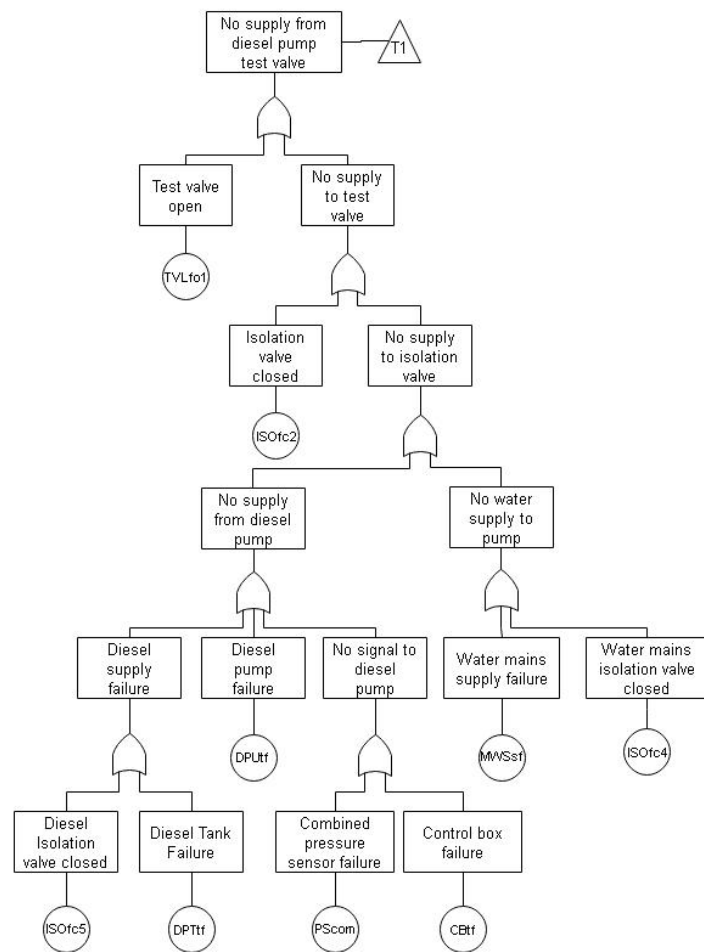 No supply from
diesel pump
test valve
T1
Test valve
open
No supply
to test
valve
TVLfo1
Isolation
valve
closed
No supply
to isolation
valve
ISOfc2
No supply
from diesel
pump
No water
supply to
pump
Diesel
supply
failure
Diesel
pump
failure
No signal to
diesel
pump
Water mains
supply failure
Water mains
isolation valve
closed
DPUtf
MWSsf
ISOfc4
Diesel
Isolation
valve closed
Diesel Tank
Failure
Combined
pressure
sensor failure
Control box
failure
ISOfc5
DPTtf
PScom
CBtf